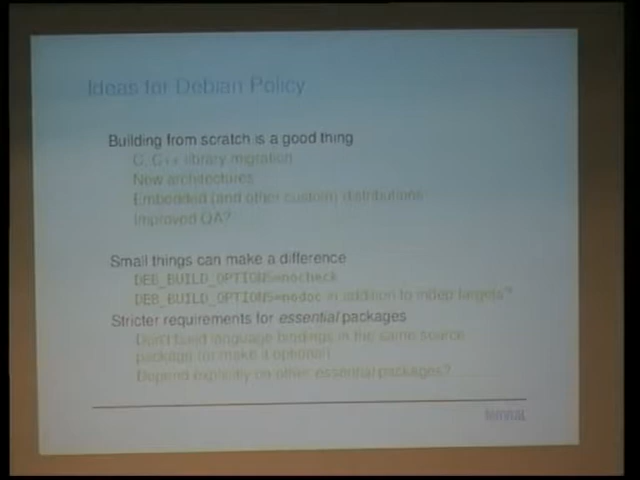 Ideas for Debian Policy
Building from scratch is a good thing
C, C++ library migration
New architectures
Embedded (and other custom) distributions
Improved QA?
Small things can make a difference
DEB_BUILD_OPTIONS=nocheck
DEB_BUILD_OPTIONS=nodoc in addition to indep targets?
Stricter requirements for essential packages
Don't build language bindings in the same source
package (or make it optional)
Depend explicitly on other essential packages?